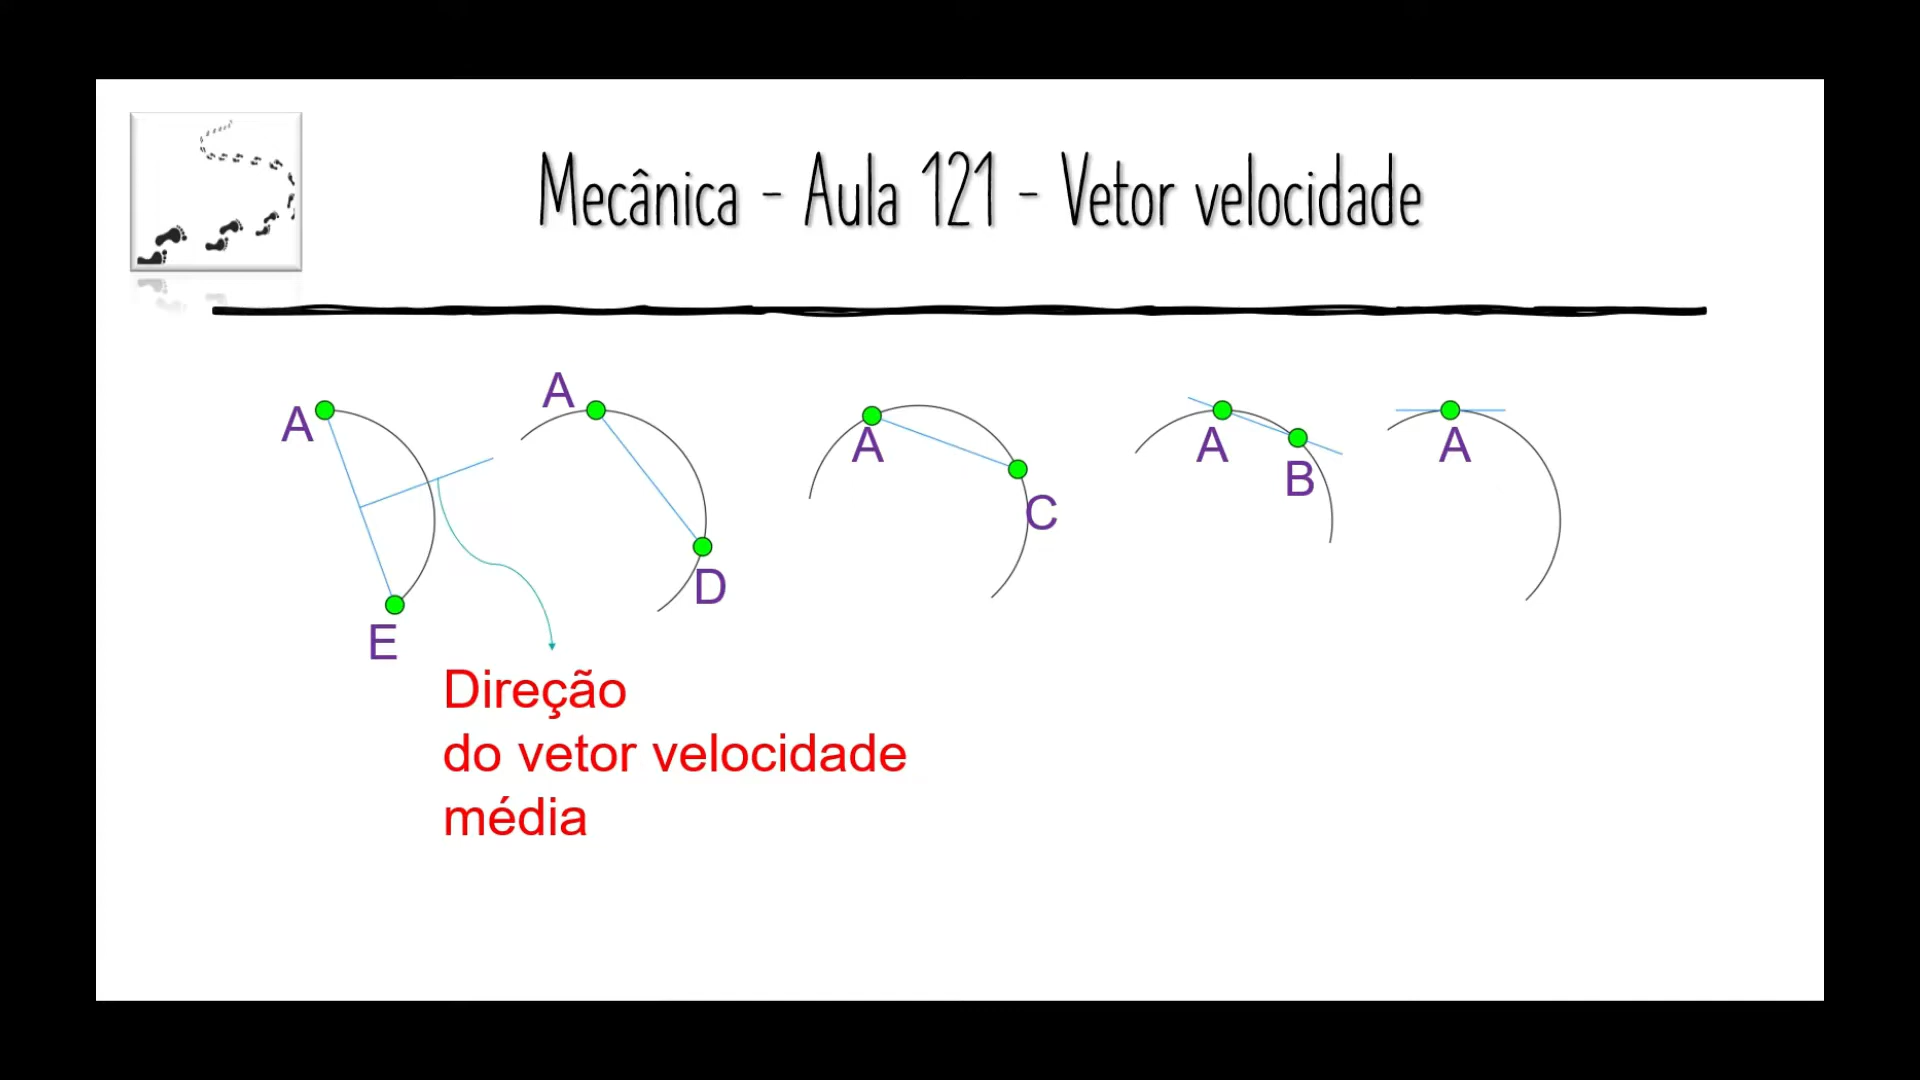 Mecânica - Aula 121 - Vetor velocidade
A
E
A
D
A
C
A
B
A
Direção
do vetor velocidade
média